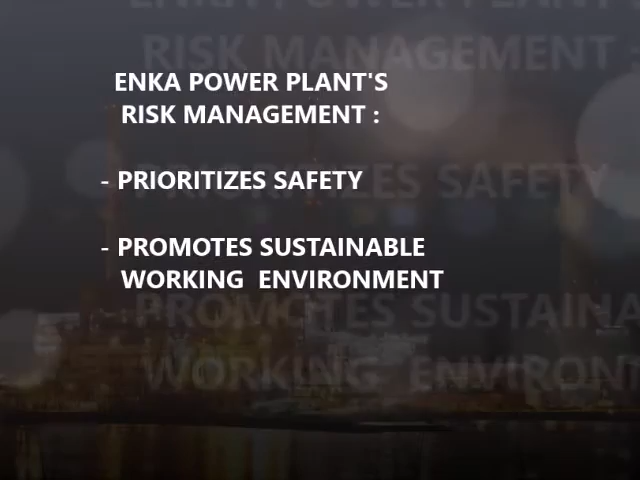 ENKA POWER PLANT'S
RISK MANAGEMENT :
- PRIORITIZES SAFETY
- PROMOTES SUSTAINABLE
WORKING ENVIRONMENT